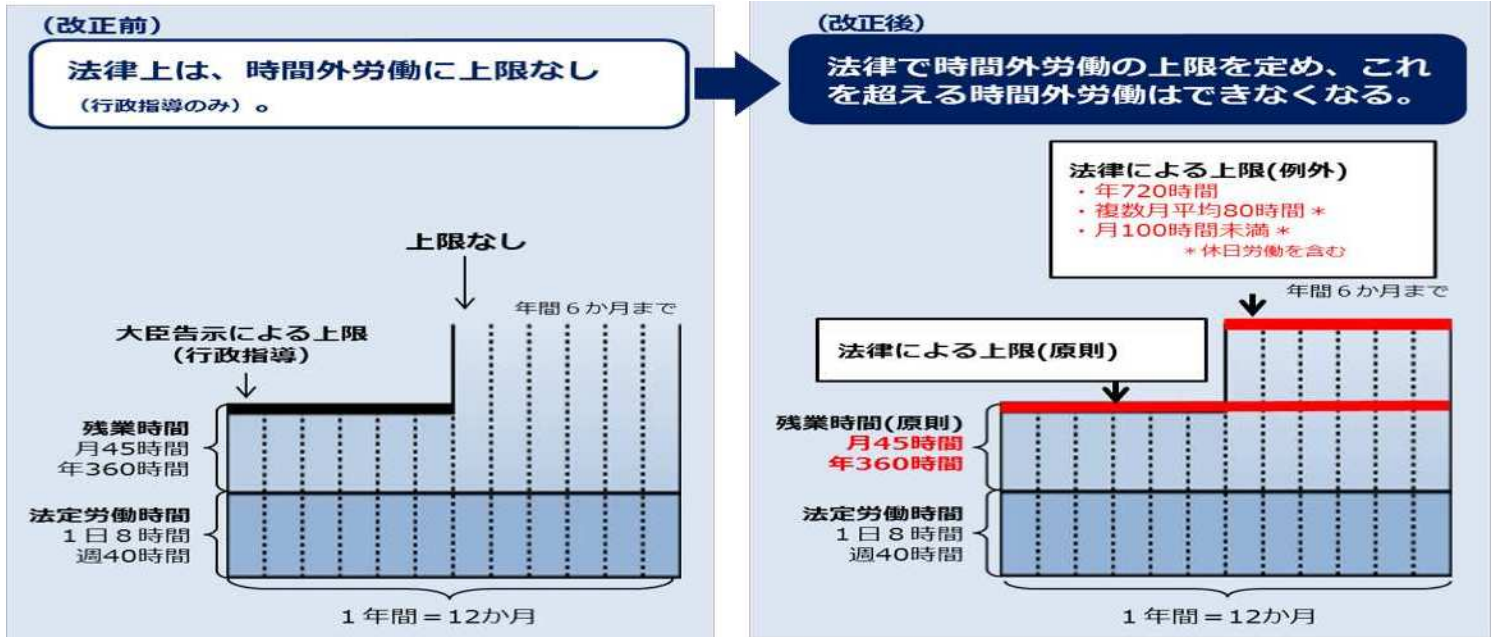 (改正前)
法律上は、時間外労働に上限なし
(行政指導のみ)。
上限なし
年間6か月まで
大臣告示による上限
(行政指導)
残業時間
月45時間
年360時間
法定労働時間
1日8時間
週40時間
1年間=12か月
(改正後)
法律で時間外労働の上限を定め、これ
を超える時間外労働はできなくなる。
法律による上限(例外)
・年720時間
・複数月平均80時間*
・月100時間未満*
*休日労働を含む
年間6か月まで
法律による上限(原則)
残業時間(原則)
月45時間
年360時間
法定労働時間
1日8時間
週40時間
1年間=12か月